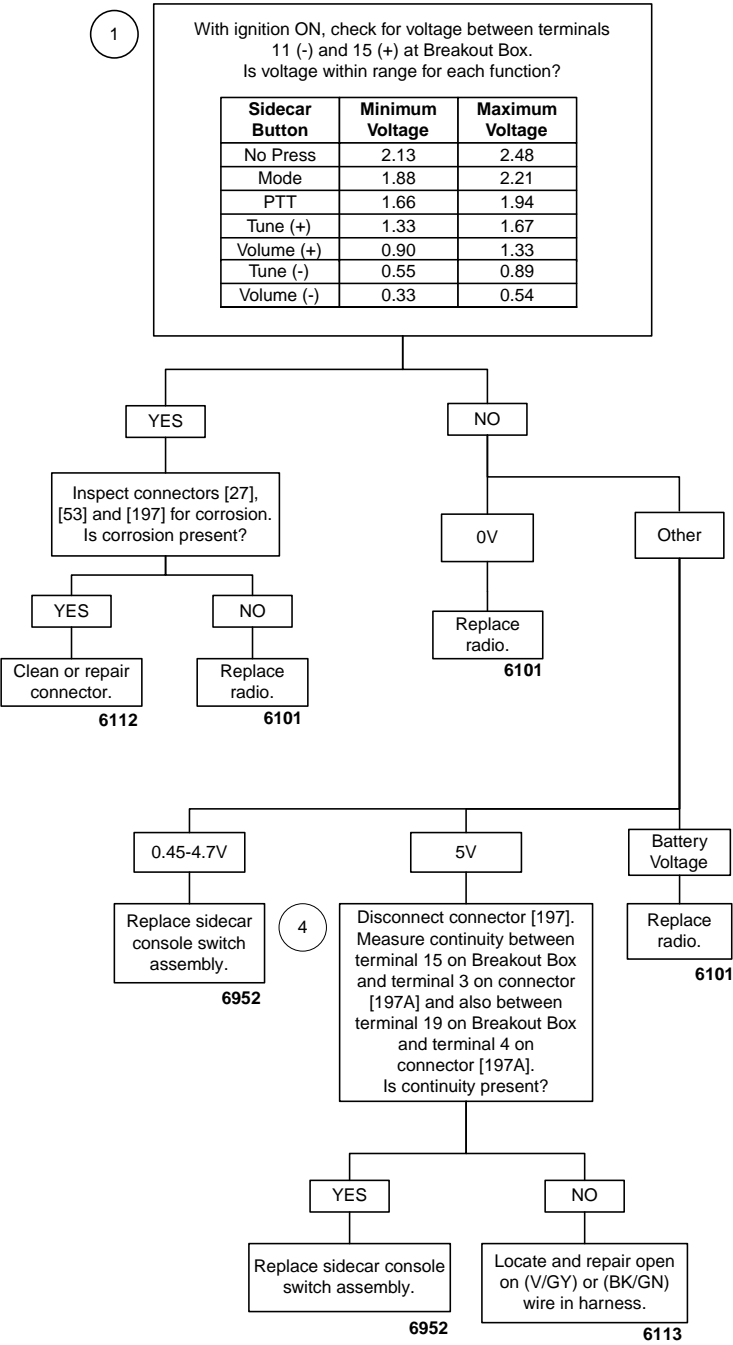 1
With ignition ON, check for voltage between terminals
11 (-) and 15 (+) at Breakout Box.
Is voltage within range for each function?
Sidecar Button Minimum Voltage Maximum Voltage
No Press 2.13 2.48
Mode 1.88 2.21
PTT 1.66 1.94
Tune (+) 1.33 1.67
Volume (+) 0.90 1.33
Tune (-) 0.55 0.89
Volume (-) 0.33 0.54
YES
NO
Inspect connectors [27],
[53] and [197] for corrosion.
Is corrosion present?
0V
Other
YES
NO
Replace
radio.
6101
Clean or repair
connector.
6112
Replace
radio.
6101
0.45-4.7V
5V
Battery
Voltage
Replace sidecar
console switch
assembly.
6952
4
Disconnect connector [197].
Measure continuity between
terminal 15 on Breakout Box
and terminal 3 on connector
[197A] and also between
terminal 19 on Breakout Box
and terminal 4 on
connector [197A].
Is continuity present?
Replace
radio.
6101
YES
NO
Replace sidecar console
switch assembly.
6952
Locate and repair open
on (V/GY) or (BK/GN)
wire in harness.
6113